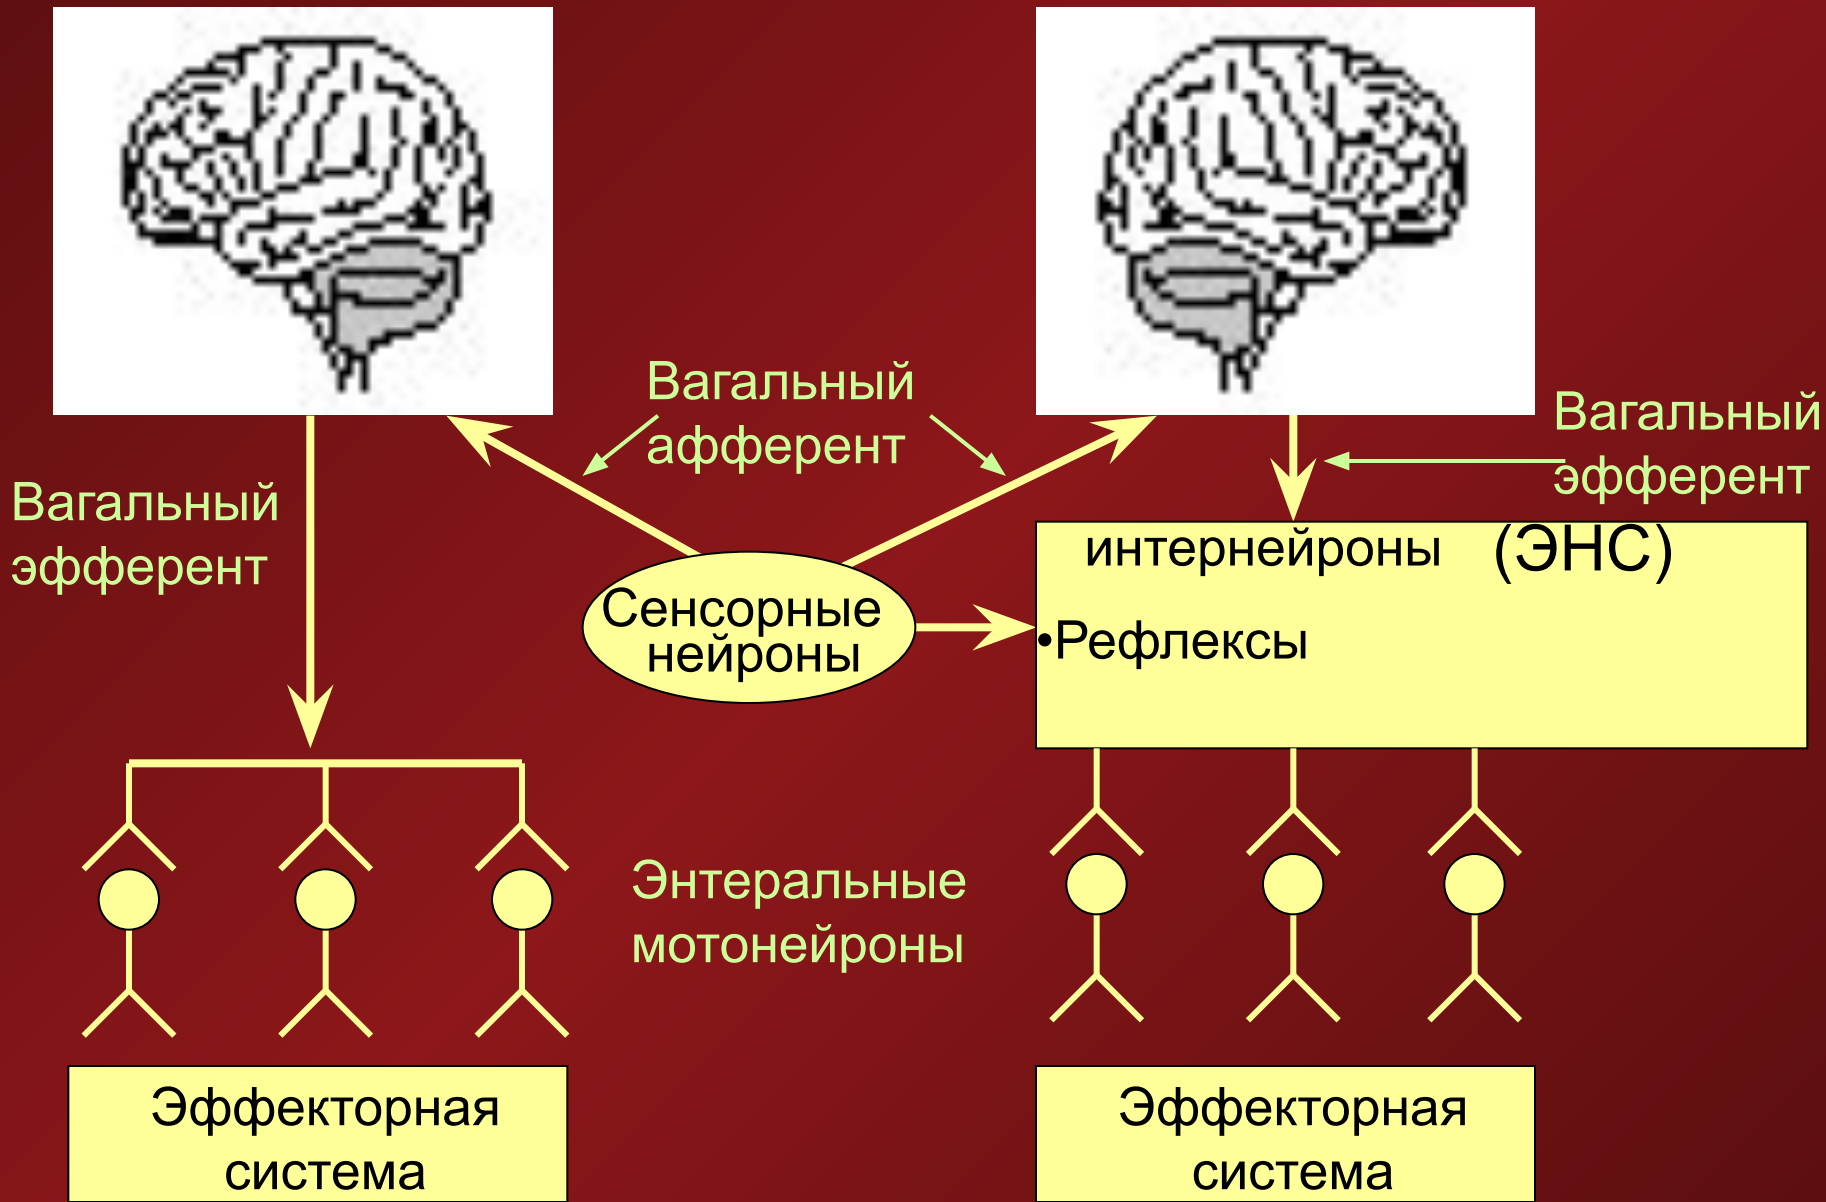 Вагальный
афферент
Вагальный
эфферент
Вагальный
эфферент
интернейроны (ЭНС)
Сенсорные
нейроны
•Рефлексы
Энтеральные
мотонейроны
Эффекторная
система
Эффекторная
система